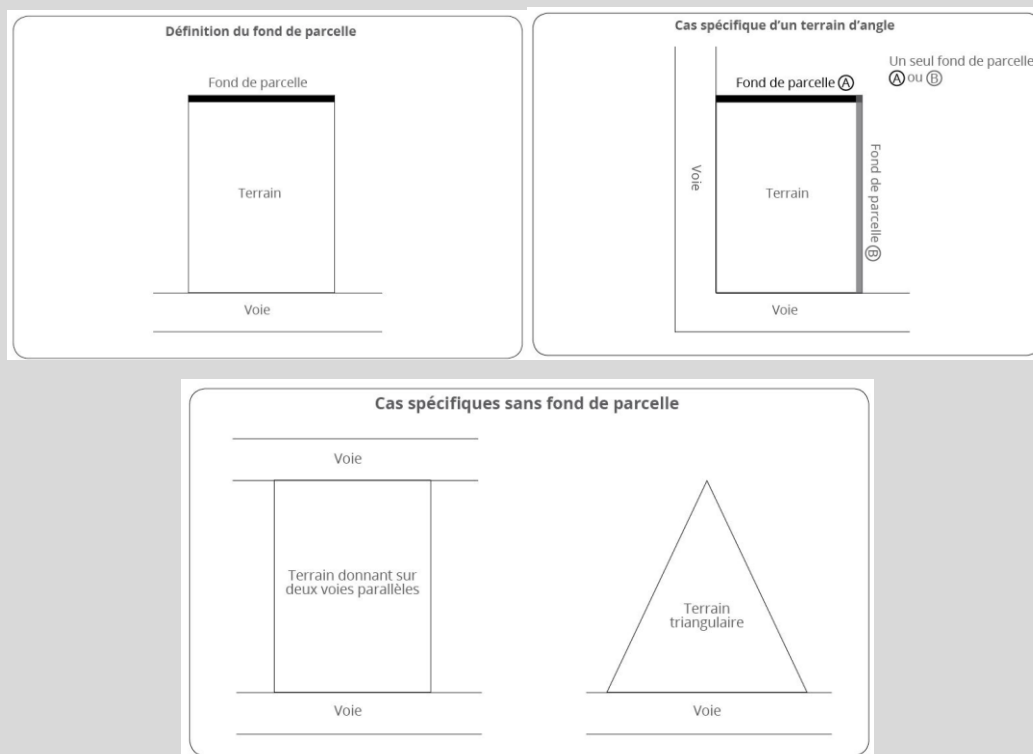 Définition du fond de parcelle
Fond de parcelle
Terrain
Voie
Cas spécifique d'un terrain d'angle
Un seul fond de parcelle
A ou B
Fond de parcelle A
Voie
Terrain
Fond de parcelle B
Voie
Cas spécifiques sans fond de parcelle
Voie
Terrain donnant sur
deux voies parallèles
Voie
Terrain
triangulaire
Voie